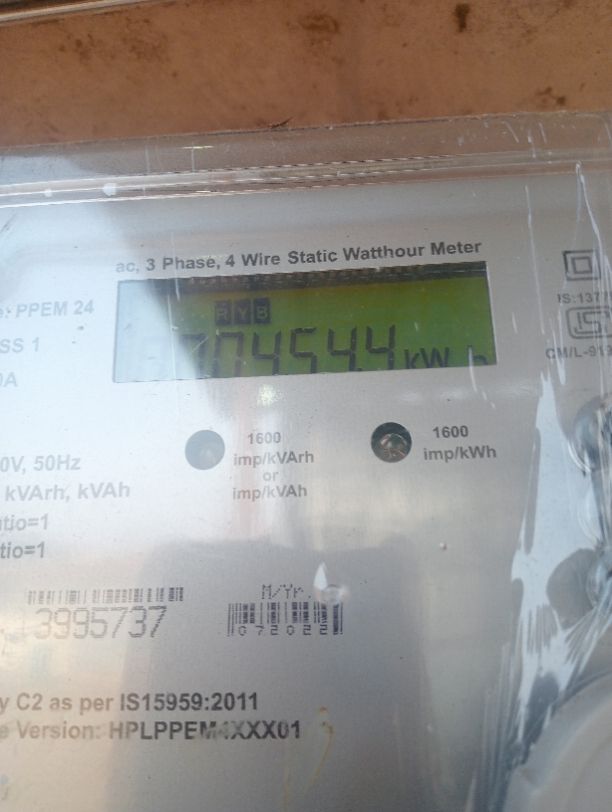 ac, 3 Phase, 4 Wire Static Watthour Meter
PPEM 24
SS 1
0A
R Y B
kWh
IS:137
CM/L-91
1600
imp/kVArh
or
imp/kVAh
1600
imp/kWh
0V, 50Hz
kVArh, kVAh
tio=1
tio=1
3995737
M/Yr.
072022
y C2 as per IS15959:2011
e Version: HPLPPEM4XXX01